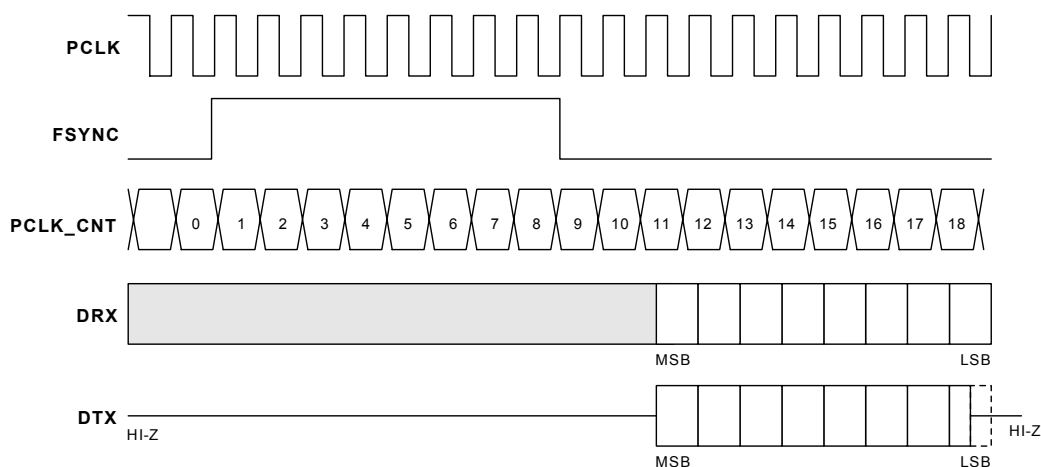 PCLK
FSYNC
PCLK_CNT 0 1 2 3 4 5 6 7 8 9 10 11 12 13 14 15 16 17 18
DRX
MSB LSB
DTX
HI-Z HI-Z
MSB LSB